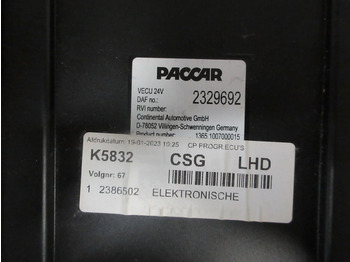 PACCAR
VECU 24V
DAF no.: 2329692
RVI number:
Continental Automotive GmbH
D-78052 Villingen-Schwenningen Germany
Product number: 1365.1007000015
Afdrukdatum: 19-01-2023 10:25 CP PROGR ECU'S
K5832 CSG LHD
Volgnr: 67
1 2386502 ELEKTRONISCHE